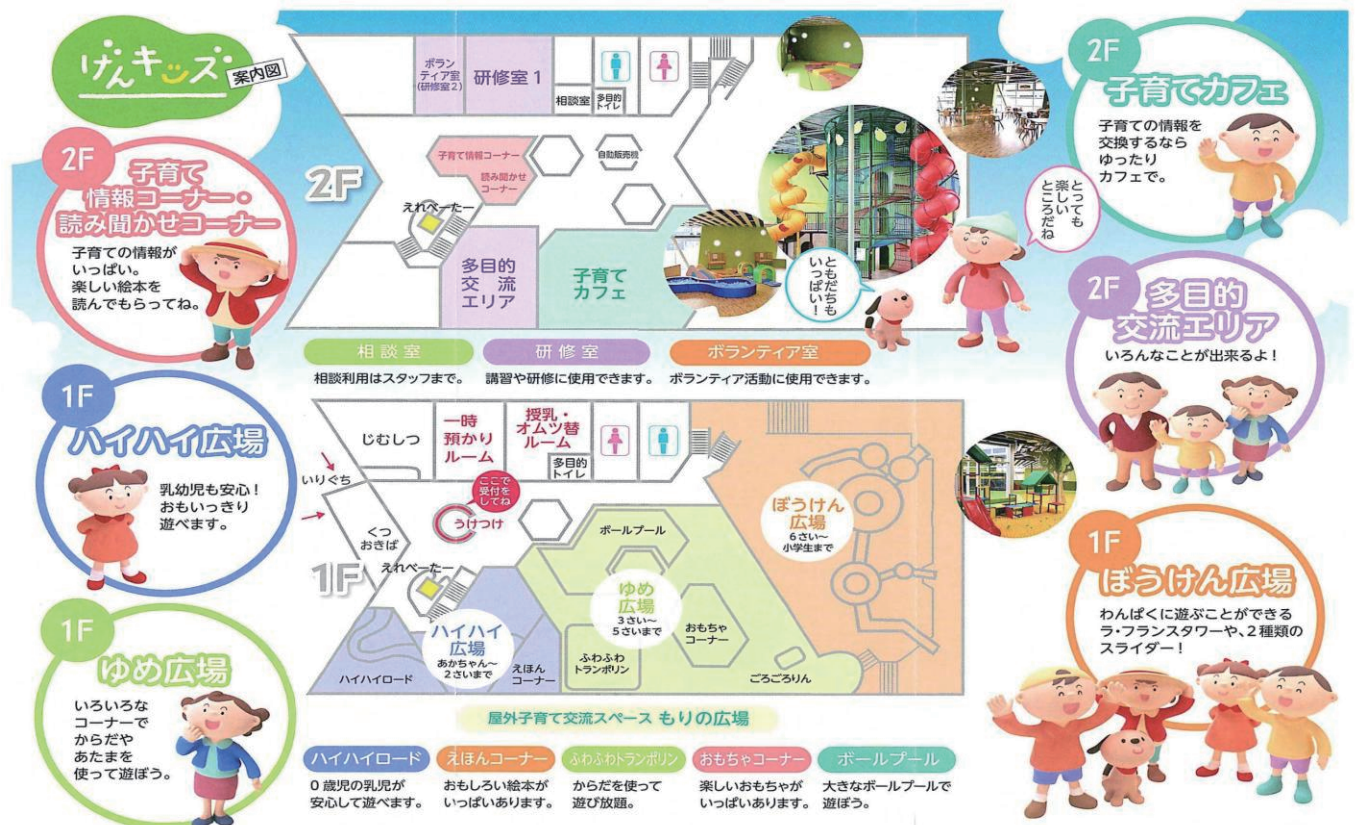 げんキッズ
案内図
2F
子育て
情報コーナー・
読み聞かせコーナー
子育ての情報が
いっぱい。
楽しい絵本を
読んでもらってね。
1F
ハイハイ広場
乳幼児も安心！
おもいっきり
遊べます。
1F
ゆめ広場
いろいろな
コーナーで
からだや
あたまを
使って遊ぼう。
2F
ボラン
ティア室
(研修室2)
研修室1
相談室
多目的
トイレ
子育て情報コーナー
読み聞かせ
コーナー
自動販売機
えれべーたー
多目的
交流
エリア
子育て
カフェ
ともだちも
いっぱい！
とっても
楽しい
ところだね
相談室
相談利用はスタッフまで。
研修室
講習や研修に使用できます。
ボランティア室
ボランティア活動に使用できます。
1F
じむしつ
一時
預かり
ルーム
授乳・
オムツ替
ルーム
多目的
トイレ
いりぐち
ここで
受付を
してね
うけつけ
くつ
おきば
えれべーたー
ボールプール
ぼうけん
広場
6さい〜
小学生まで
ゆめ
広場
3さい〜
5さいまで
おもちゃ
コーナー
ハイハイ
広場
あかちゃん〜
2さいまで
ハイハイロード
えほん
コーナー
ふわふわ
トランポリン
ごろごろりん
屋外子育て交流スペース もりの広場
ハイハイロード
0歳児の乳児が
安心して遊べます。
えほんコーナー
おもしろい絵本が
いっぱいあります。
ふわふわトランポリン
からだを使って
遊び放題。
おもちゃコーナー
楽しいおもちゃが
いっぱいあります。
ボールプール
大きなボールプールで
遊ぼう。
2F
子育てカフェ
子育ての情報を
交換するなら
ゆったり
カフェで。
2F
多目的
交流エリア
いろんなことが出来るよ！
1F
ぼうけん広場
わんぱくに遊ぶことができる
ラ・フランスタワーや、2種類の
スライダー！